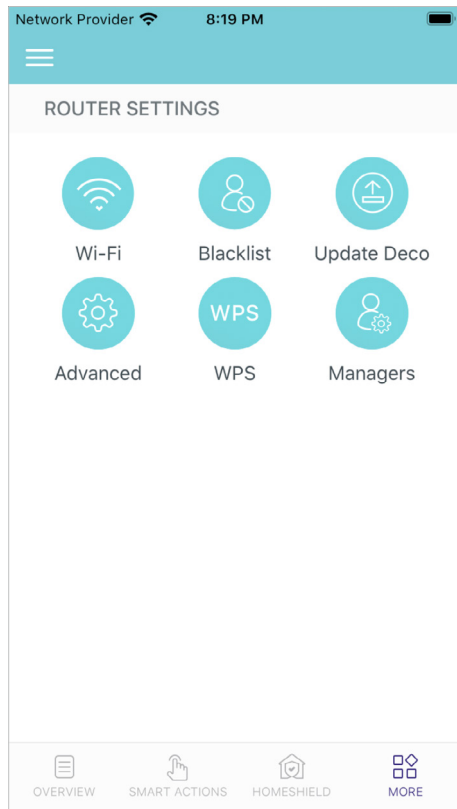 Network Provider 8:19 PM
ROUTER SETTINGS
Wi-Fi Blacklist Update Deco
WPS
Advanced WPS Managers
OVERVIEW SMART ACTIONS HOMESHIELD MORE